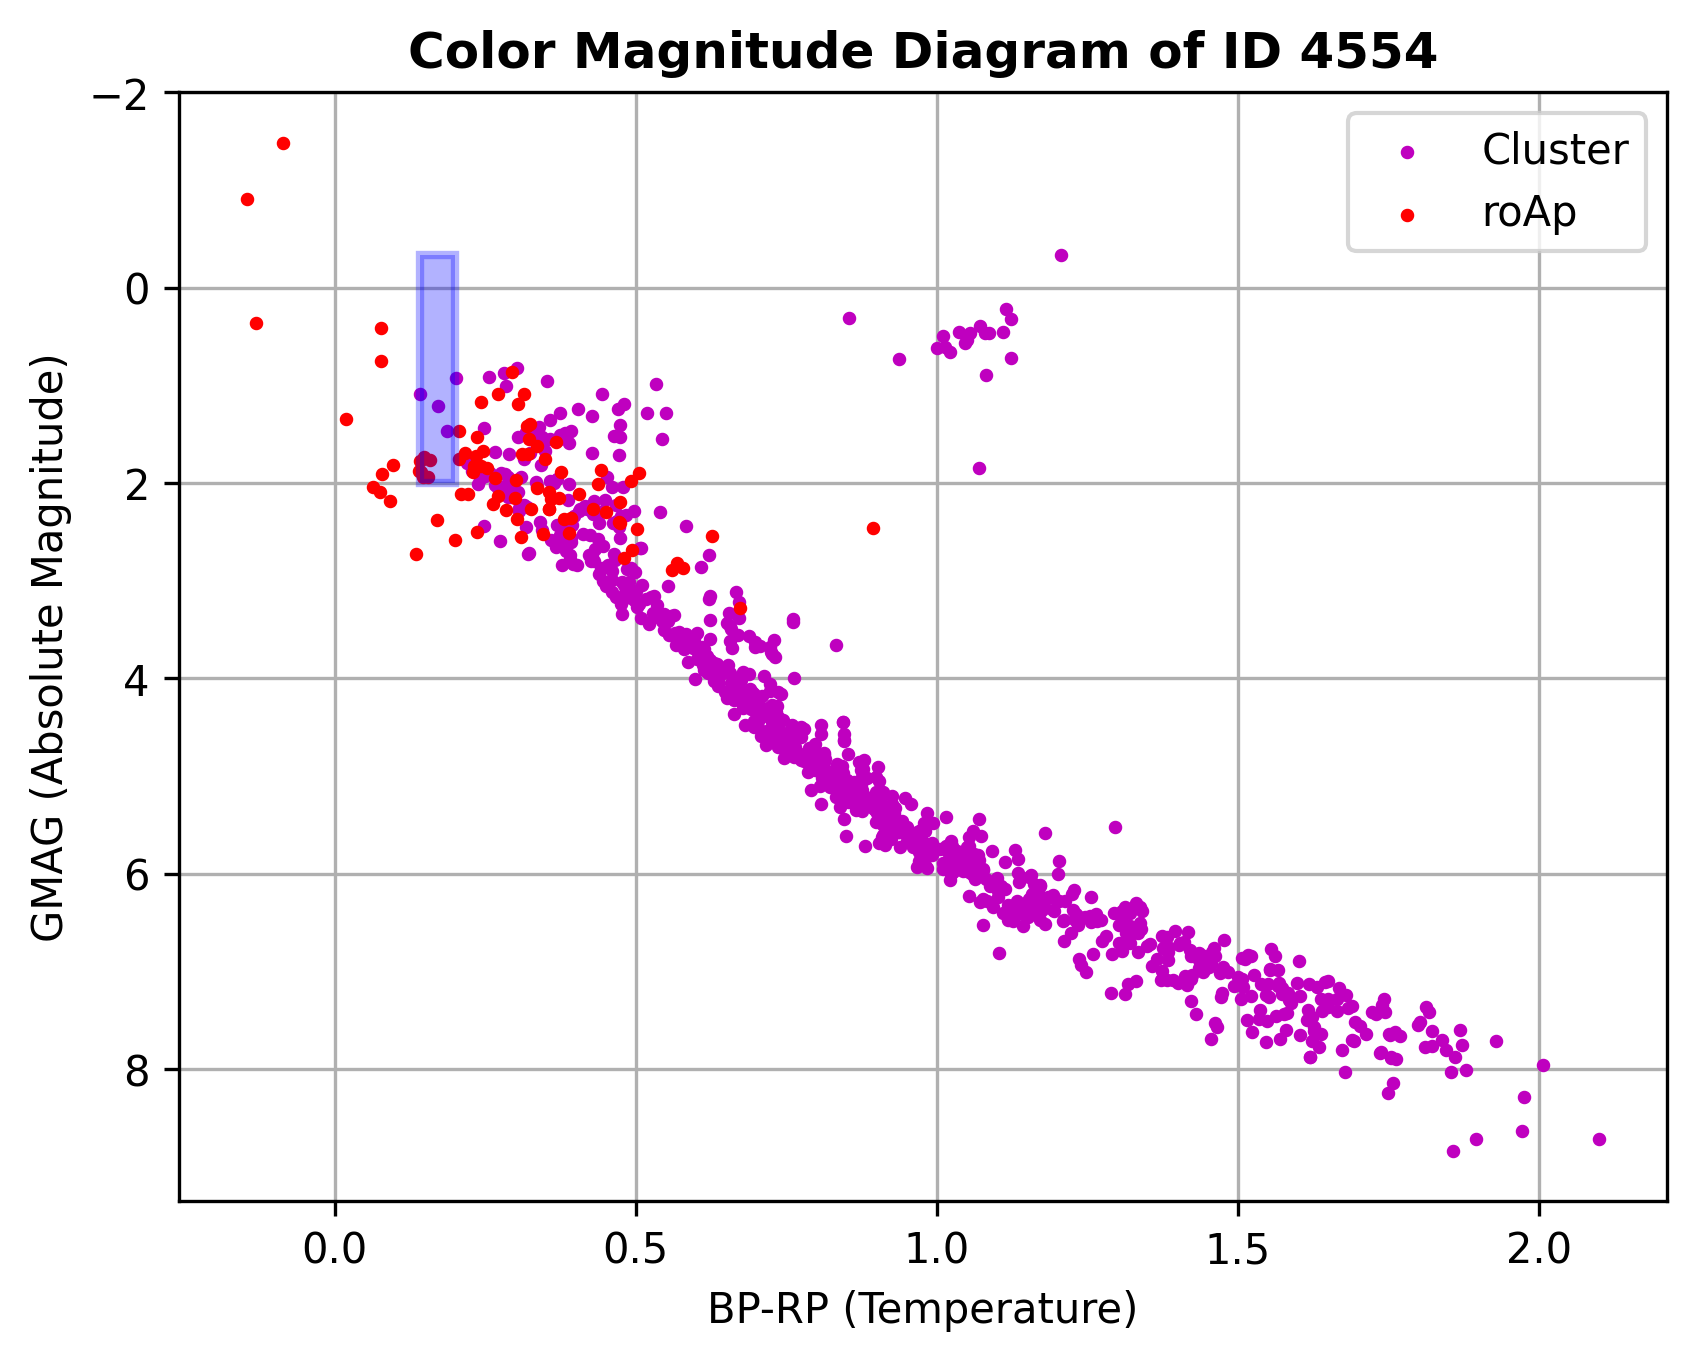 Color Magnitude Diagram of ID 4554
Cluster
roAp
−2
0
2
4
6
8
GMAG (Absolute Magnitude)
0.0 0.5 1.0 1.5 2.0
BP-RP (Temperature)